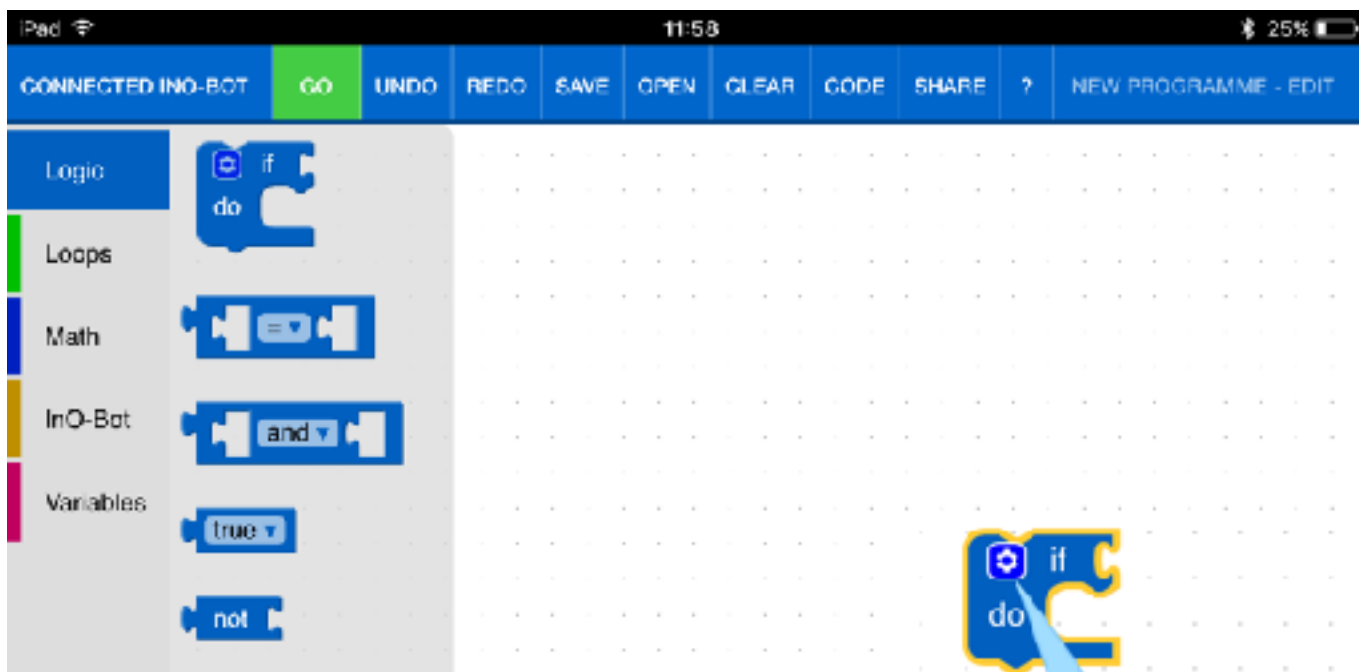 iPad 11:58 25%
CONNECTED INO-BOT GO UNDO REDO SAVE OPEN CLEAR CODE SHARE ? NEW PROGRAMME - EDIT
Logic
Loops
Math
InO-Bot
Variables
if
do
=
and
true
not
if
do